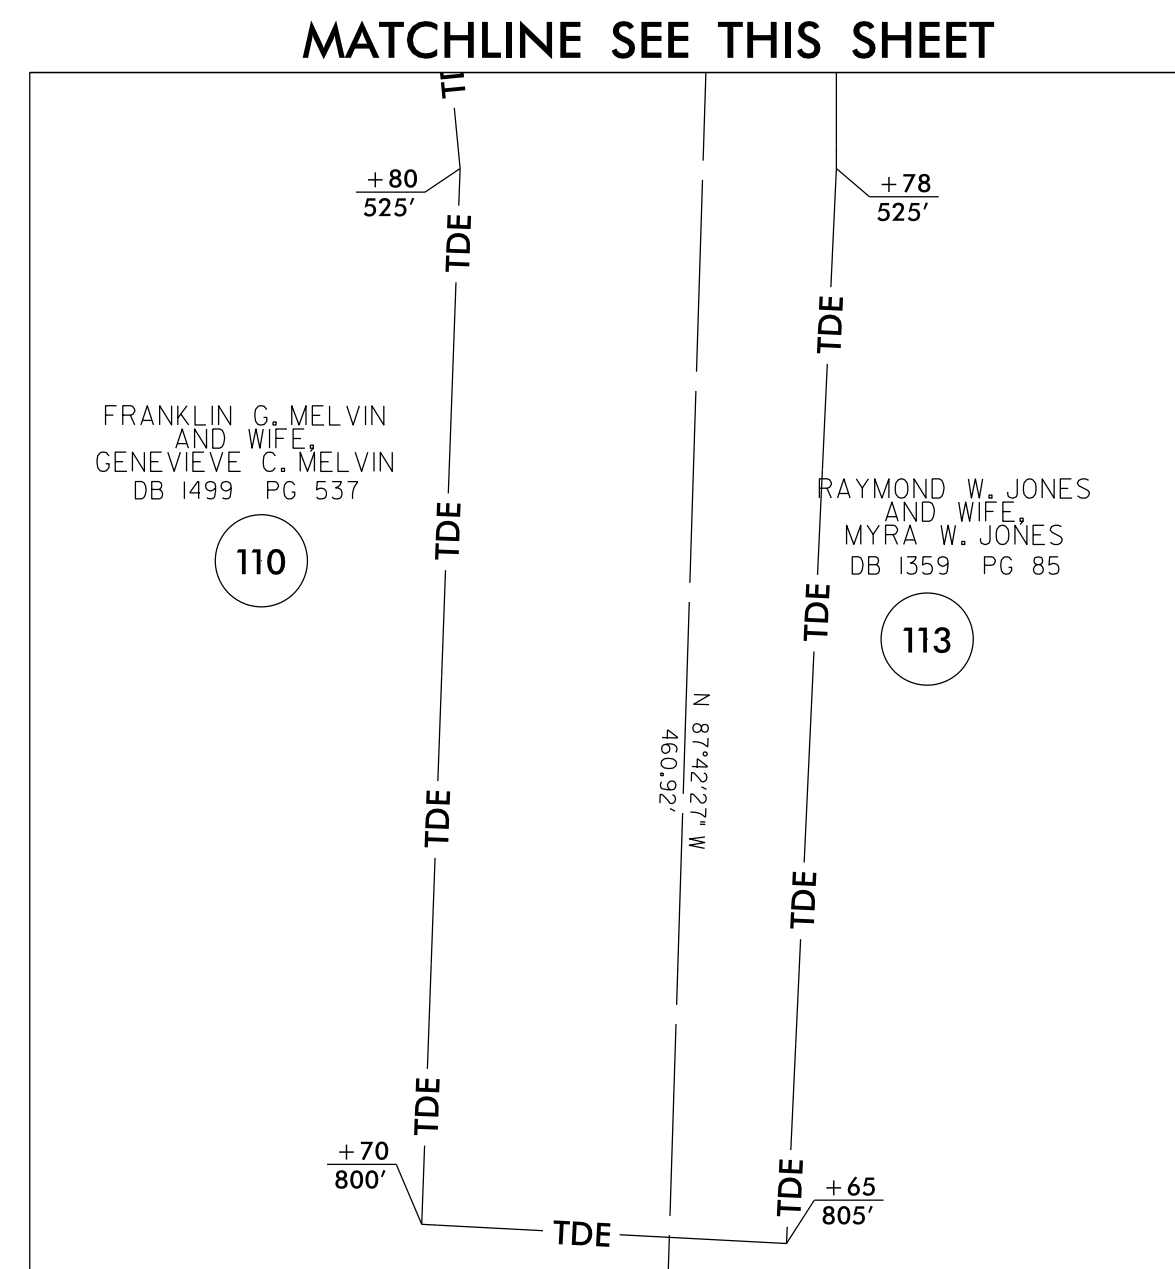 MATCHLINE SEE THIS SHEET
+80
525'
+78
525'
TDE
TDE
FRANKLIN G. MELVIN
AND WIFE,
GENEVIEVE C. MELVIN
DB 1499 PG 537
110
RAYMOND W. JONES
AND WIFE,
MYRA W. JONES
DB 1359 PG 85
113
TDE
TDE
N 87°42'27" W
460.92'
TDE
TDE
TDE
+70
800'
TDE
+65
805'
TDE